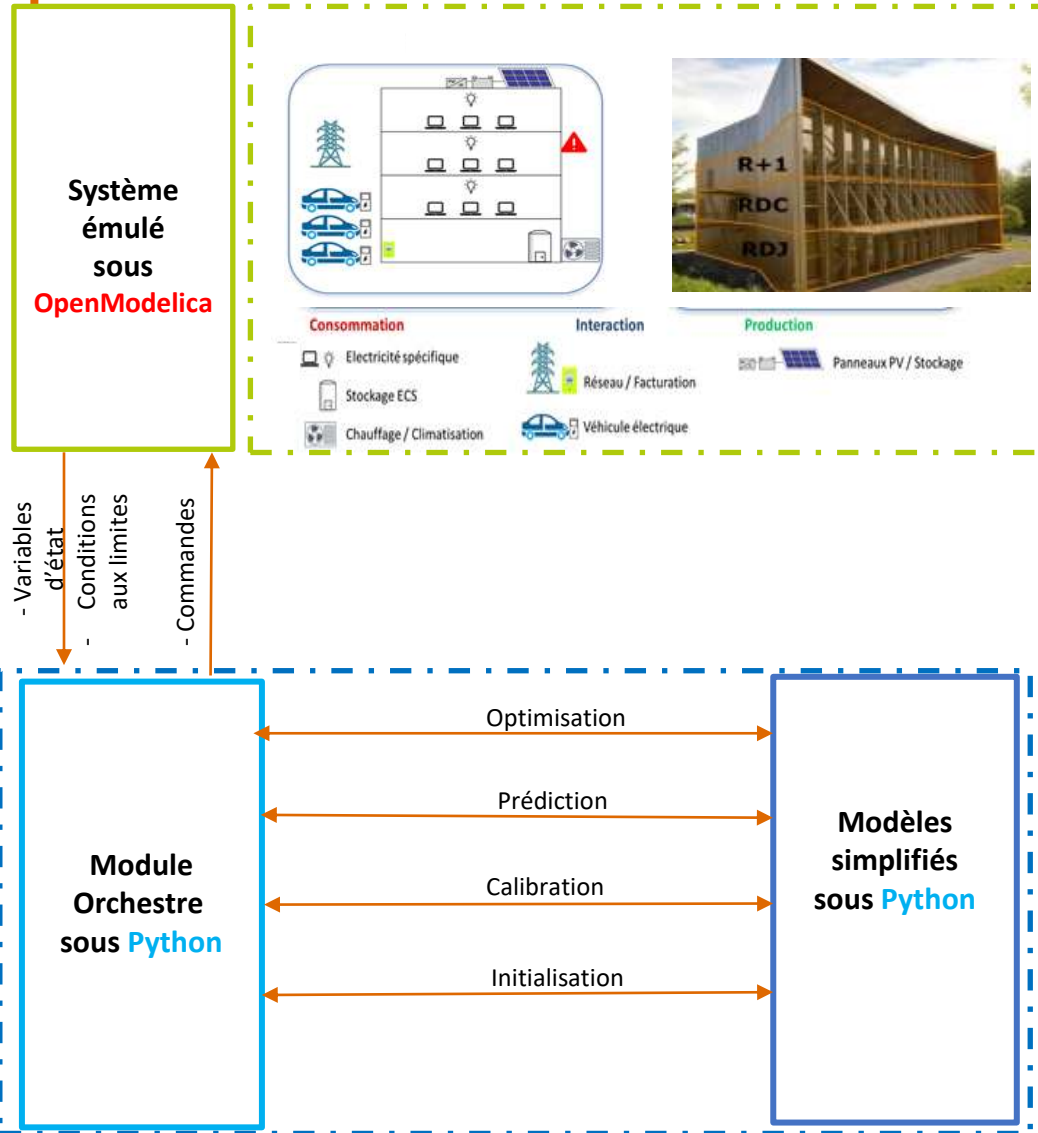 Système
émulé
sous
OpenModelica
R+1
RDC
RDJ
Consommation
Electricité spécifique
Stockage ECS
Chauffage / Climatisation
Interaction
Réseau / Facturation
Véhicule électrique
Production
Panneaux PV / Stockage
- Variables
d'état
- Conditions
aux limites
- Commandes
Module
Orchestre
sous Python
Optimisation
Prédiction
Calibration
Initialisation
Modèles
simplifiés
sous Python